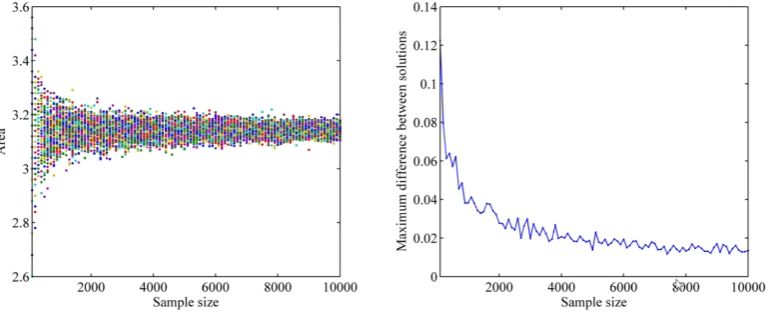 3.6
3.4
3.2
3
2.8
2.6
Area
2000 4000 6000 8000 10000
Sample size
0.14
0.12
0.1
0.08
0.06
0.04
0.02
0
Maximum difference between solutions
2000 4000 6000 8000 10000
Sample size